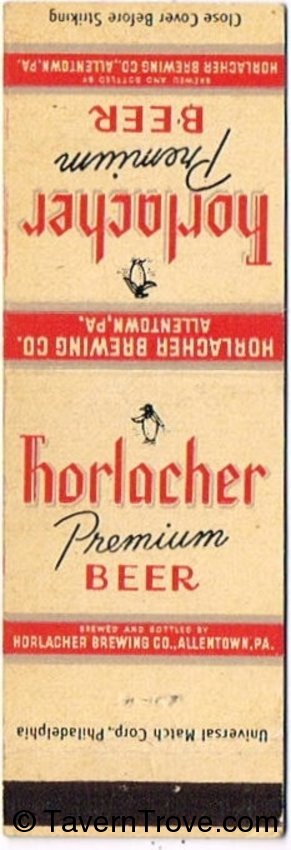 Close Cover Before Striking
HORLACHER BREWING CO., ALLENTOWN, PA.
BREWED AND BOTTLED BY
BEER
Premium
horlacher
HORLACHER BREWING CO.
ALLENTOWN, PA.
horlacher
Premium
BEER
BREWED AND BOTTLED BY
HORLACHER BREWING CO., ALLENTOWN, PA.
Universal Match Corp., Philadelphia
© TavernTrove.com